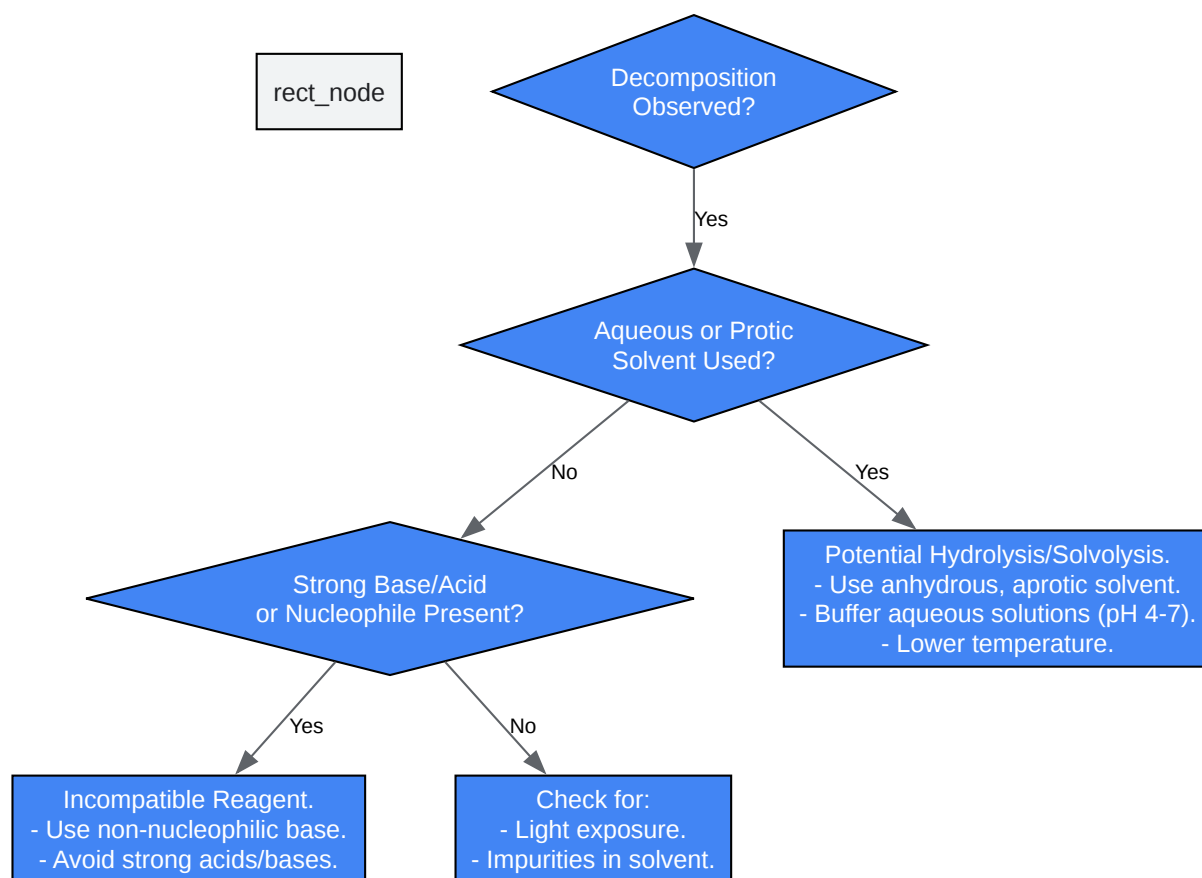 rect_node
Decomposition
Observed?
Yes
Aqueous or Protic
Solvent Used?
No
Yes
Strong Base/Acid
or Nucleophile Present?
Potential Hydrolysis/Solvolysis.
- Use anhydrous, aprotic solvent.
- Buffer aqueous solutions (pH 4-7).
- Lower temperature.
Yes
No
Incompatible Reagent.
- Use non-nucleophilic base.
- Avoid strong acids/bases.
Check for:
- Light exposure.
- Impurities in solvent.